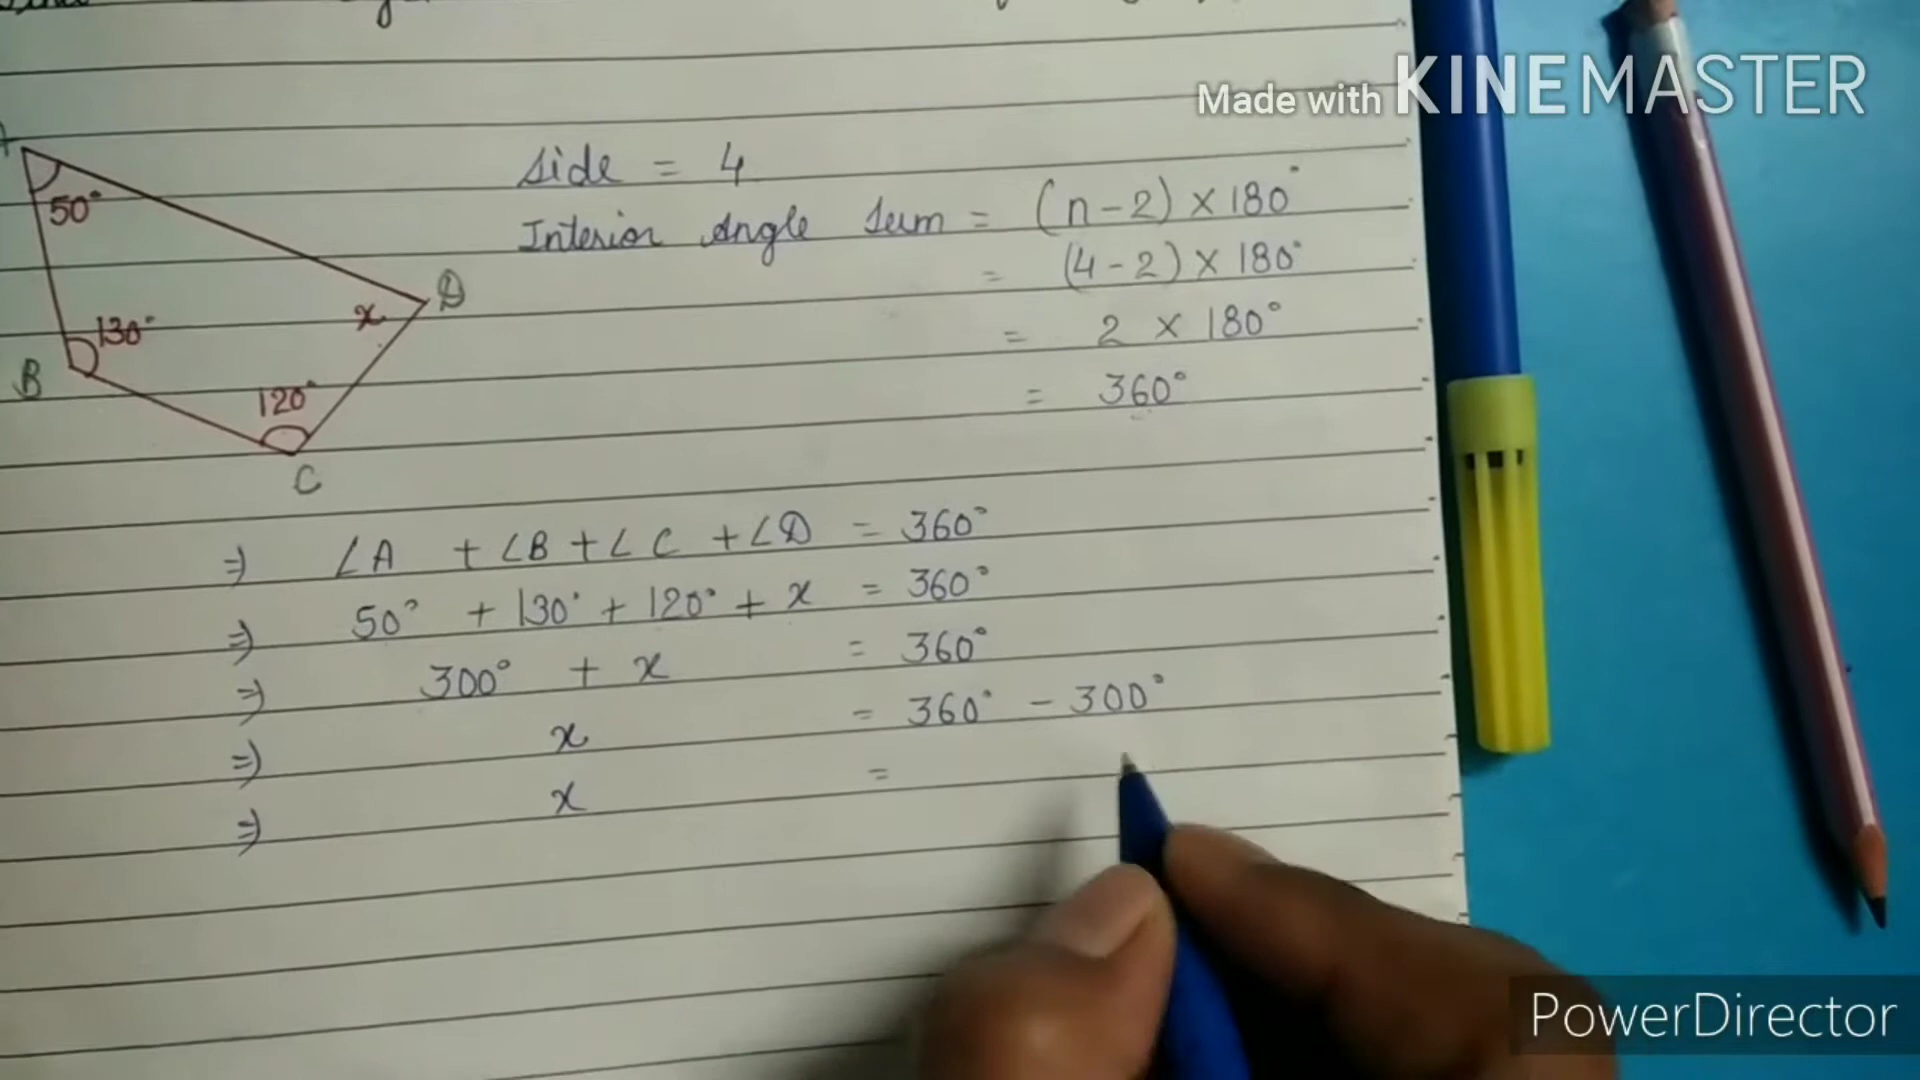 Made with KINEMASTER
50°
130°
B
120°
C
x
D
Side = 4
Interior Angle Sum = (n-2) × 180°
= (4-2) × 180°
= 2 × 180°
= 360°
⇒ ∠A + ∠B + ∠C + ∠D = 360°
⇒ 50° + 130° + 120° + x = 360°
⇒ 300° + x = 360°
⇒ x = 360° - 300°
⇒ x =
PowerDirector